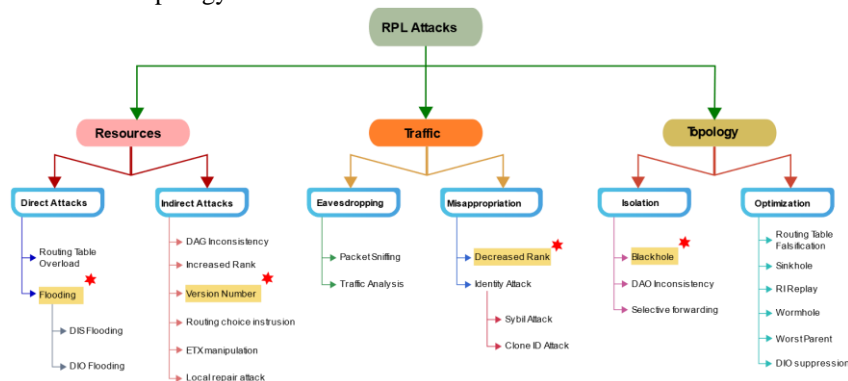 RPL Attacks
Resources
Traffic
Topology
Direct Attacks
Indirect Attacks
Eavesdropping
Misappropriation
Isolation
Optimization
Routing Table
Overload
Flooding
DIS Flooding
DIO Flooding
DAG Inconsistency
Increased Rank
Version Number
Routing choice instrusion
ETX manipulation
Local repair attack
Packet Sniffing
Traffic Analysis
Decreased Rank
Identity Attack
Sybil Attack
Clone ID Attack
Blackhole
DAO Inconsistency
Selective forwarding
Routing Table
Falsification
Sinkhole
RI Replay
Wormhole
Worst Parent
DIO suppression